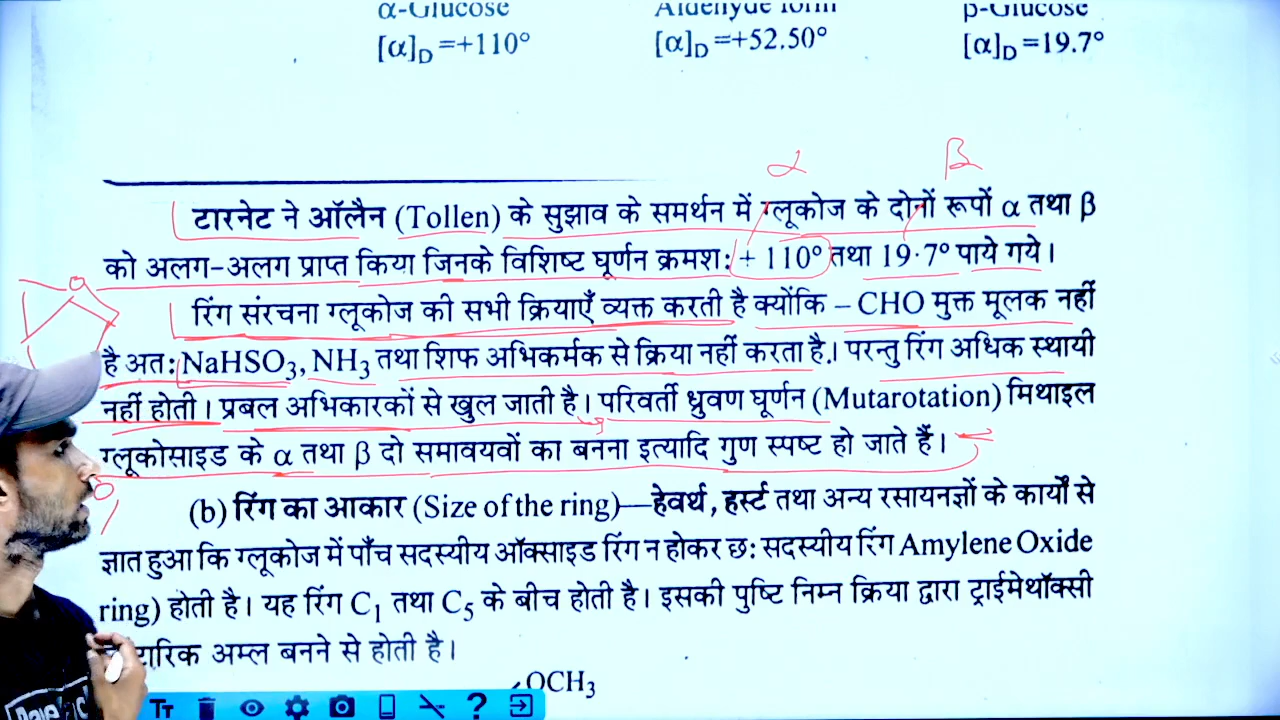 α-Glucose Aldehyde form β-Glucose
[α]D =+110° [α]D =+52.50° [α]D =19.7°
α β
टारनेट ने ऑलैन (Tollen) के सुझाव के समर्थन में ग्लूकोज के दोनों रूपों α तथा β
को अलग-अलग प्राप्त किया जिनके विशिष्ट घूर्णन क्रमश: + 110° तथा 19·7° पाये गये।
रिंग संरचना ग्लूकोज की सभी क्रियाएँ व्यक्त करती है क्योंकि – CHO मुक्त मूलक नहीं
है अत: NaHSO3, NH3 तथा शिफ अभिकर्मक से क्रिया नहीं करता है। परन्तु रिंग अधिक स्थायी
नहीं होती। प्रबल अभिकारकों से खुल जाती है। परिवर्ती ध्रुवण घूर्णन (Mutarotation) मिथाइल
ग्लूकोसाइड के α तथा β दो समावयवों का बनना इत्यादि गुण स्पष्ट हो जाते हैं।
(b) रिंग का आकार (Size of the ring)—हेवर्थ, हर्स्ट तथा अन्य रसायनज्ञों के कार्यों से
ज्ञात हुआ कि ग्लूकोज में पाँच सदस्यीय ऑक्साइड रिंग न होकर छ: सदस्यीय रिंग Amylene Oxide
ring) होती है। यह रिंग C1 तथा C5 के बीच होती है। इसकी पुष्टि निम्न क्रिया द्वारा ट्राईमेथॉक्सी
अम्ल बनने से होती है।
OCH3
TT ?